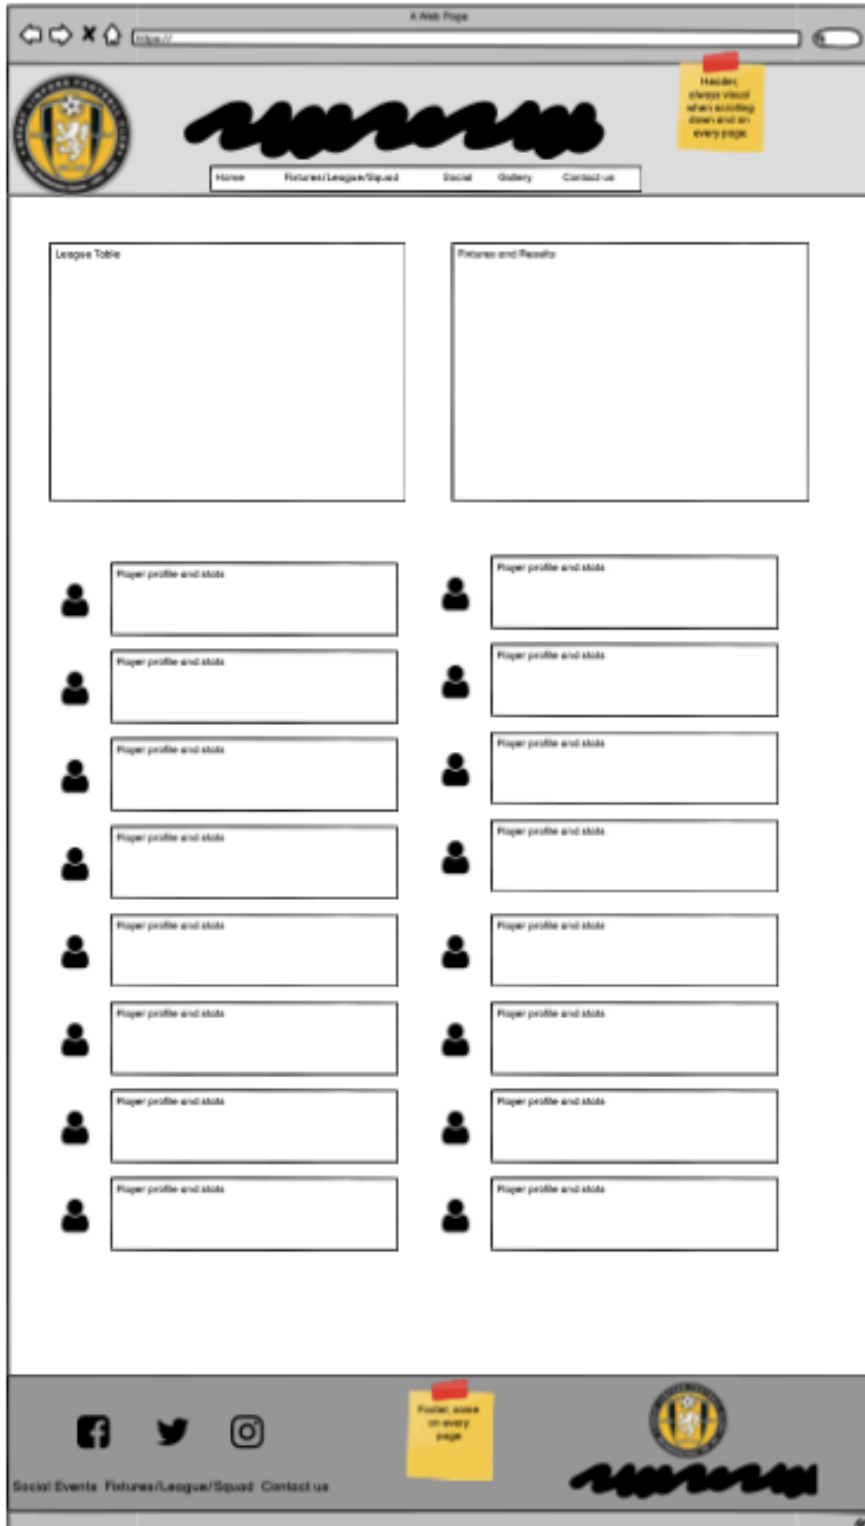 A Web Page
https://
Header,
always visual
when scrolling
down and on
every page.
FOOTBALL
Home Fixtures/League/Squad Social Gallery Contact us
League Table Fixtures and Results
Player profile and stats Player profile and stats
Player profile and stats Player profile and stats
Player profile and stats Player profile and stats
Player profile and stats Player profile and stats
Player profile and stats Player profile and stats
Player profile and stats Player profile and stats
Player profile and stats Player profile and stats
Player profile and stats Player profile and stats
Footer, same
on every
page
Social Events Fixtures/League/Squad Contact us